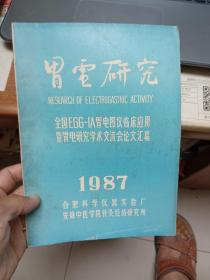 胃电研究
RESEARCH OF ELECTROGASTRIC ACTIVITY
全国EGG-1A胃电图仪临床应用
暨胃电研究学术交流会论文汇编
1987
合肥科学仪器实验厂
安徽中医学院针灸经络研究所